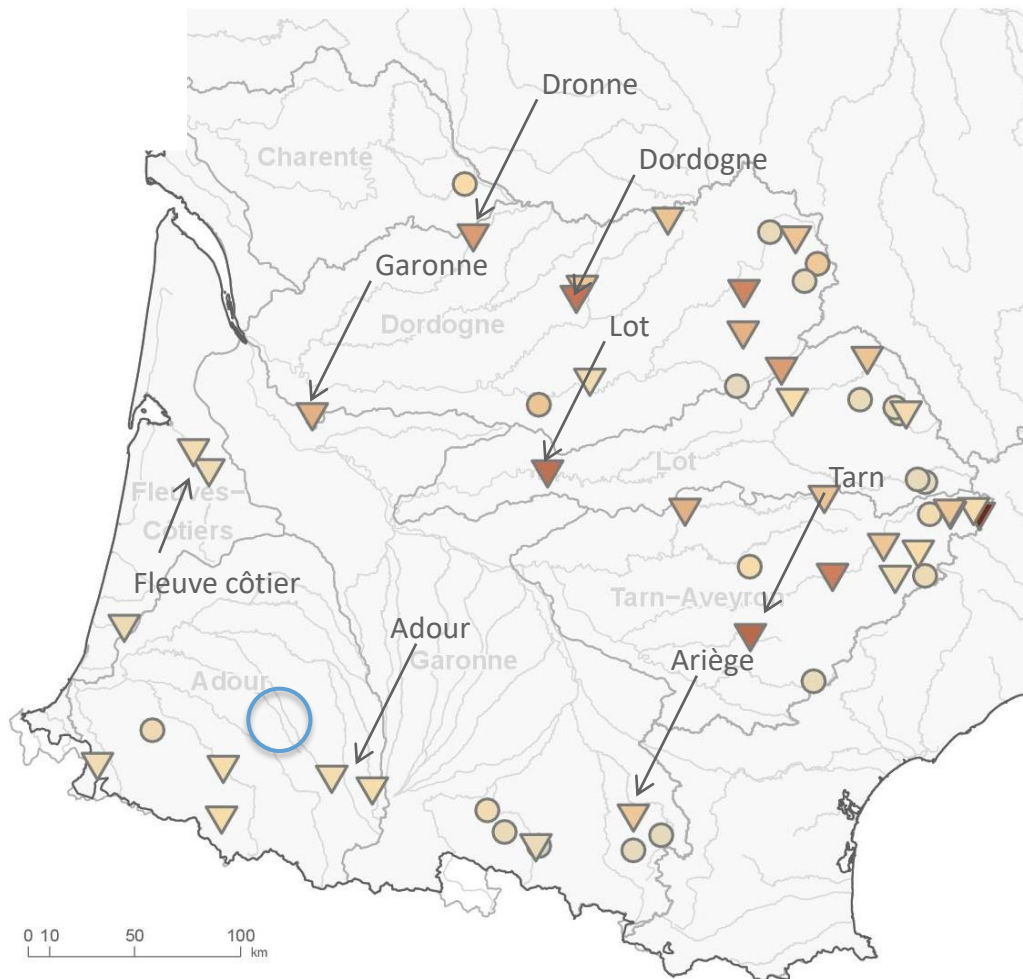 Dronne
Charente
Dordogne
Garonne
Dordogne
Lot
Lot
Tarn
Fleuves-
Côtiers
Fleuve côtier
Tarn-Aveyron
Adour
Garonne
Ariège
Adour
0 10 50 100
km